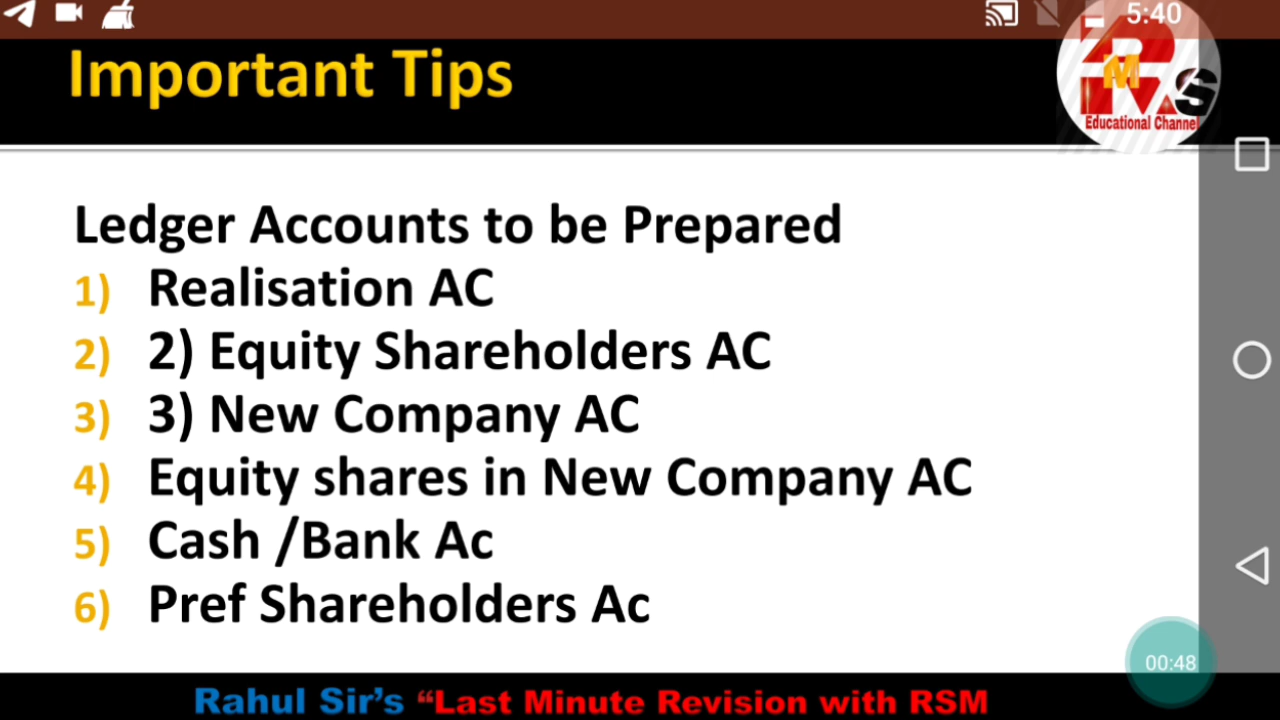 5:40
Important Tips
RMS
Educational Channel
Ledger Accounts to be Prepared
1) Realisation AC
2) 2) Equity Shareholders AC
3) 3) New Company AC
4) Equity shares in New Company AC
5) Cash /Bank Ac
6) Pref Shareholders Ac
00:48
Rahul Sir’s “Last Minute Revision with RSM